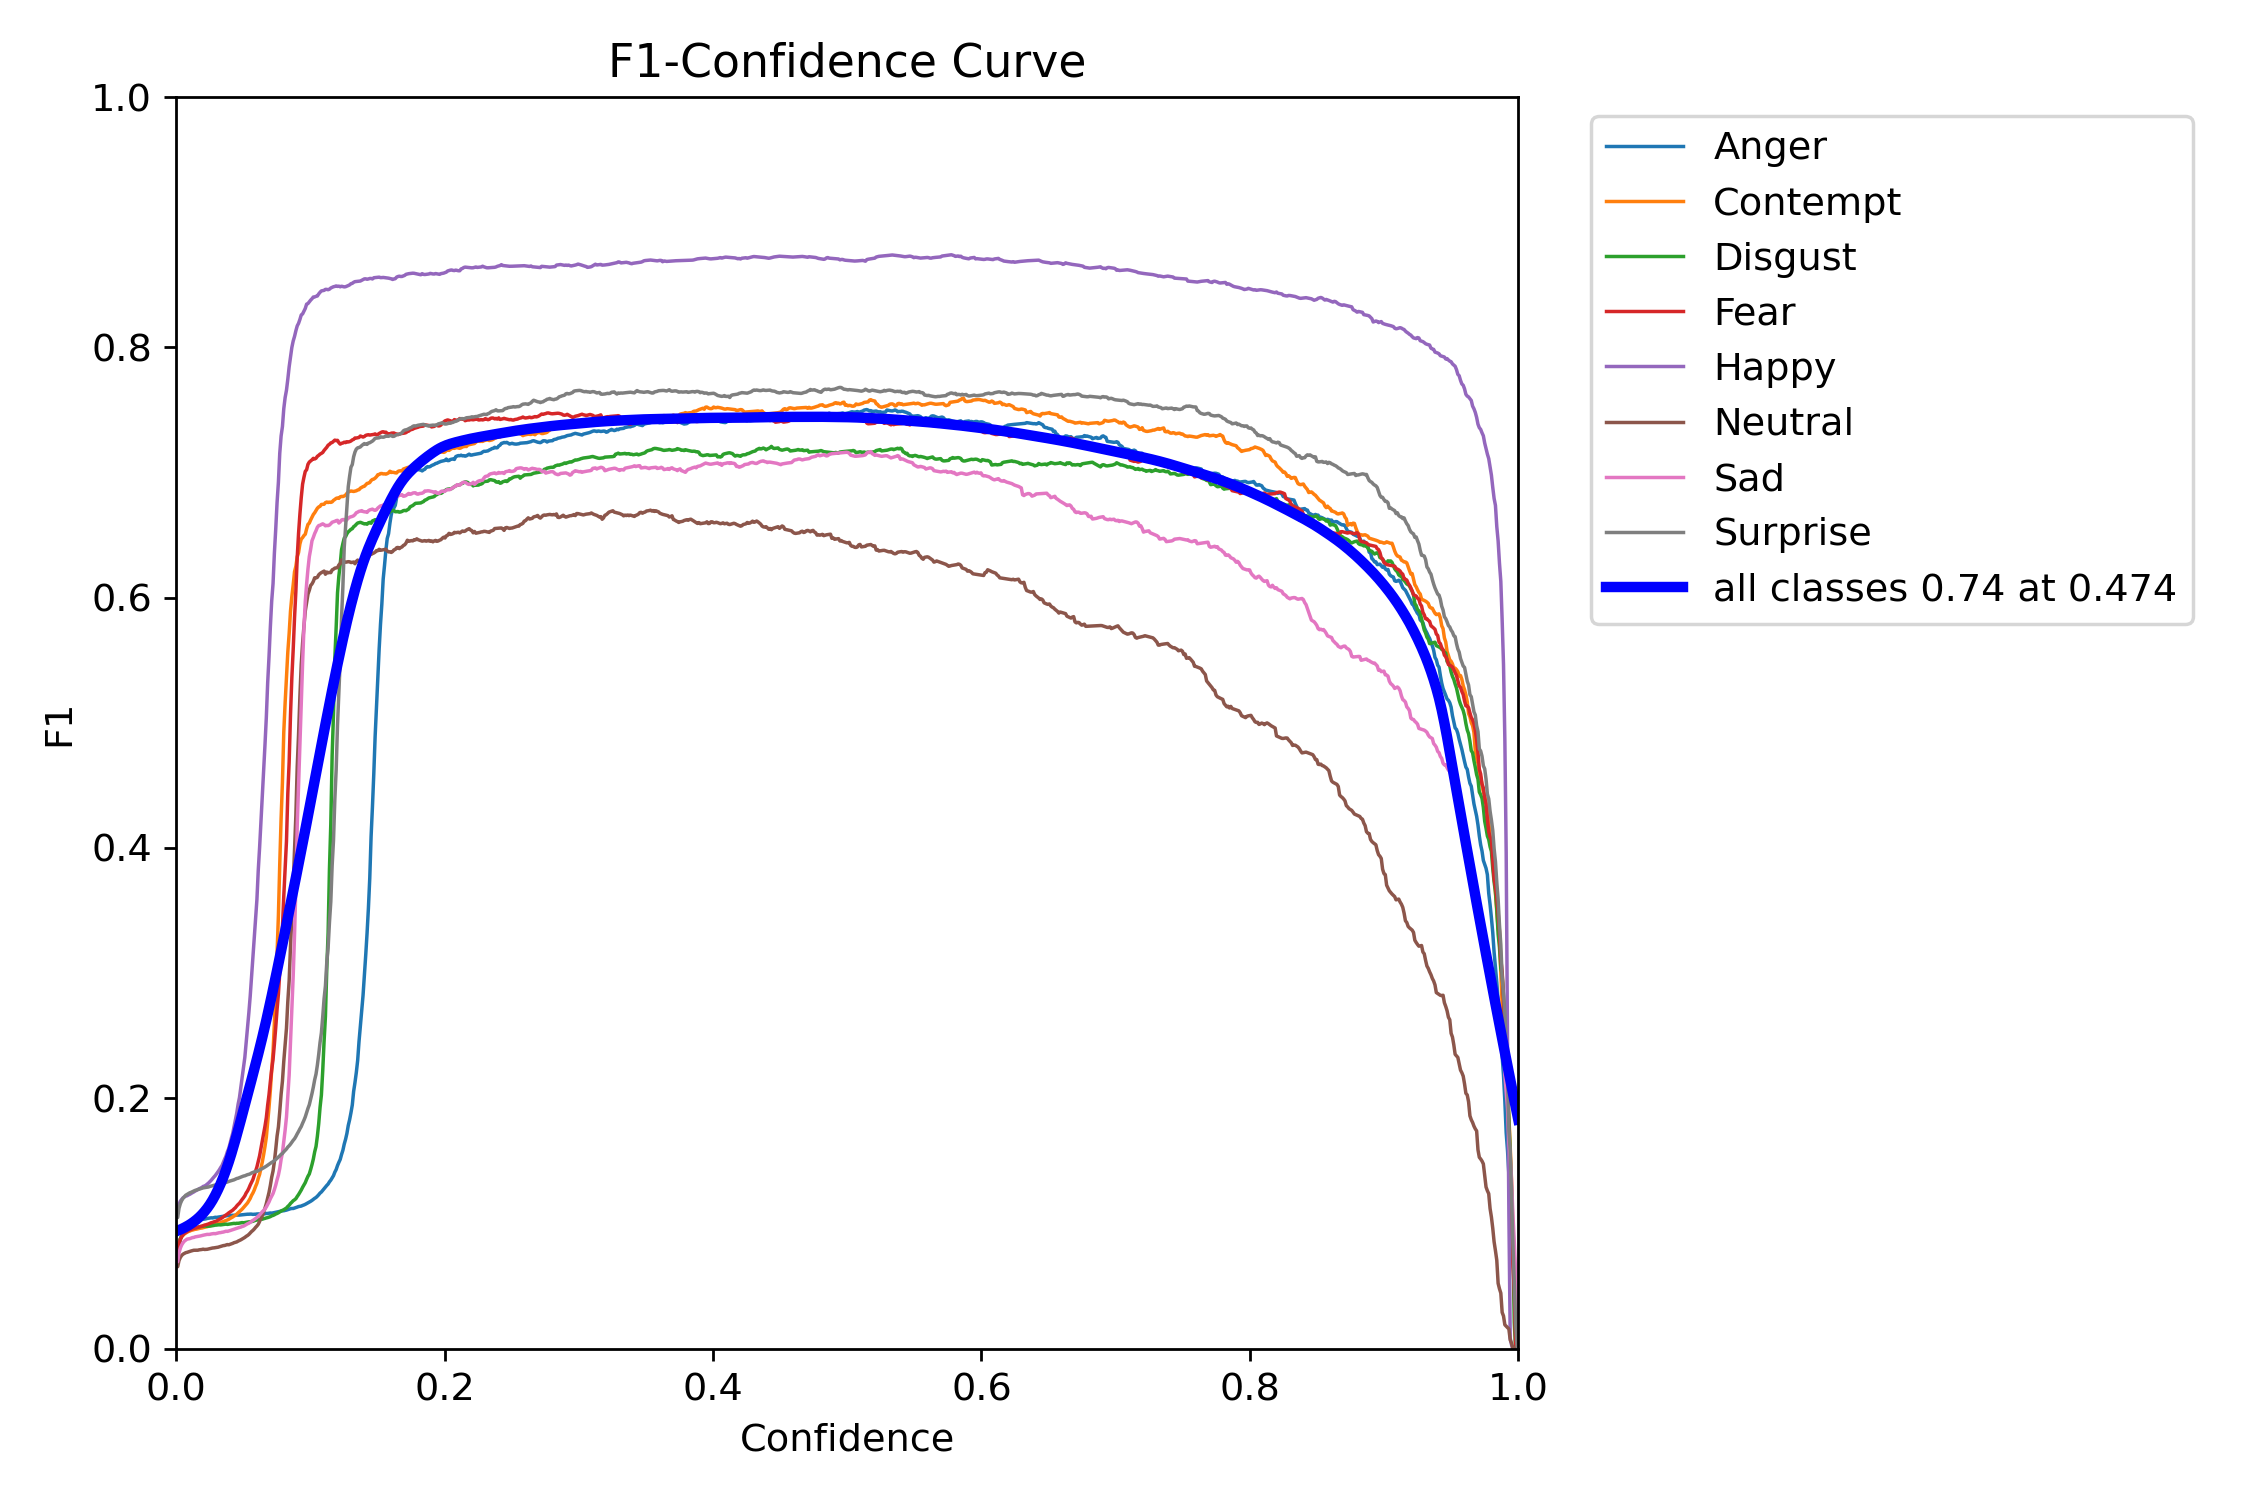 F1-Confidence Curve
1.0
0.8
0.6
0.4
0.2
0.0
F1
0.0 0.2 0.4 0.6 0.8 1.0
Confidence
Anger
Contempt
Disgust
Fear
Happy
Neutral
Sad
Surprise
all classes 0.74 at 0.474